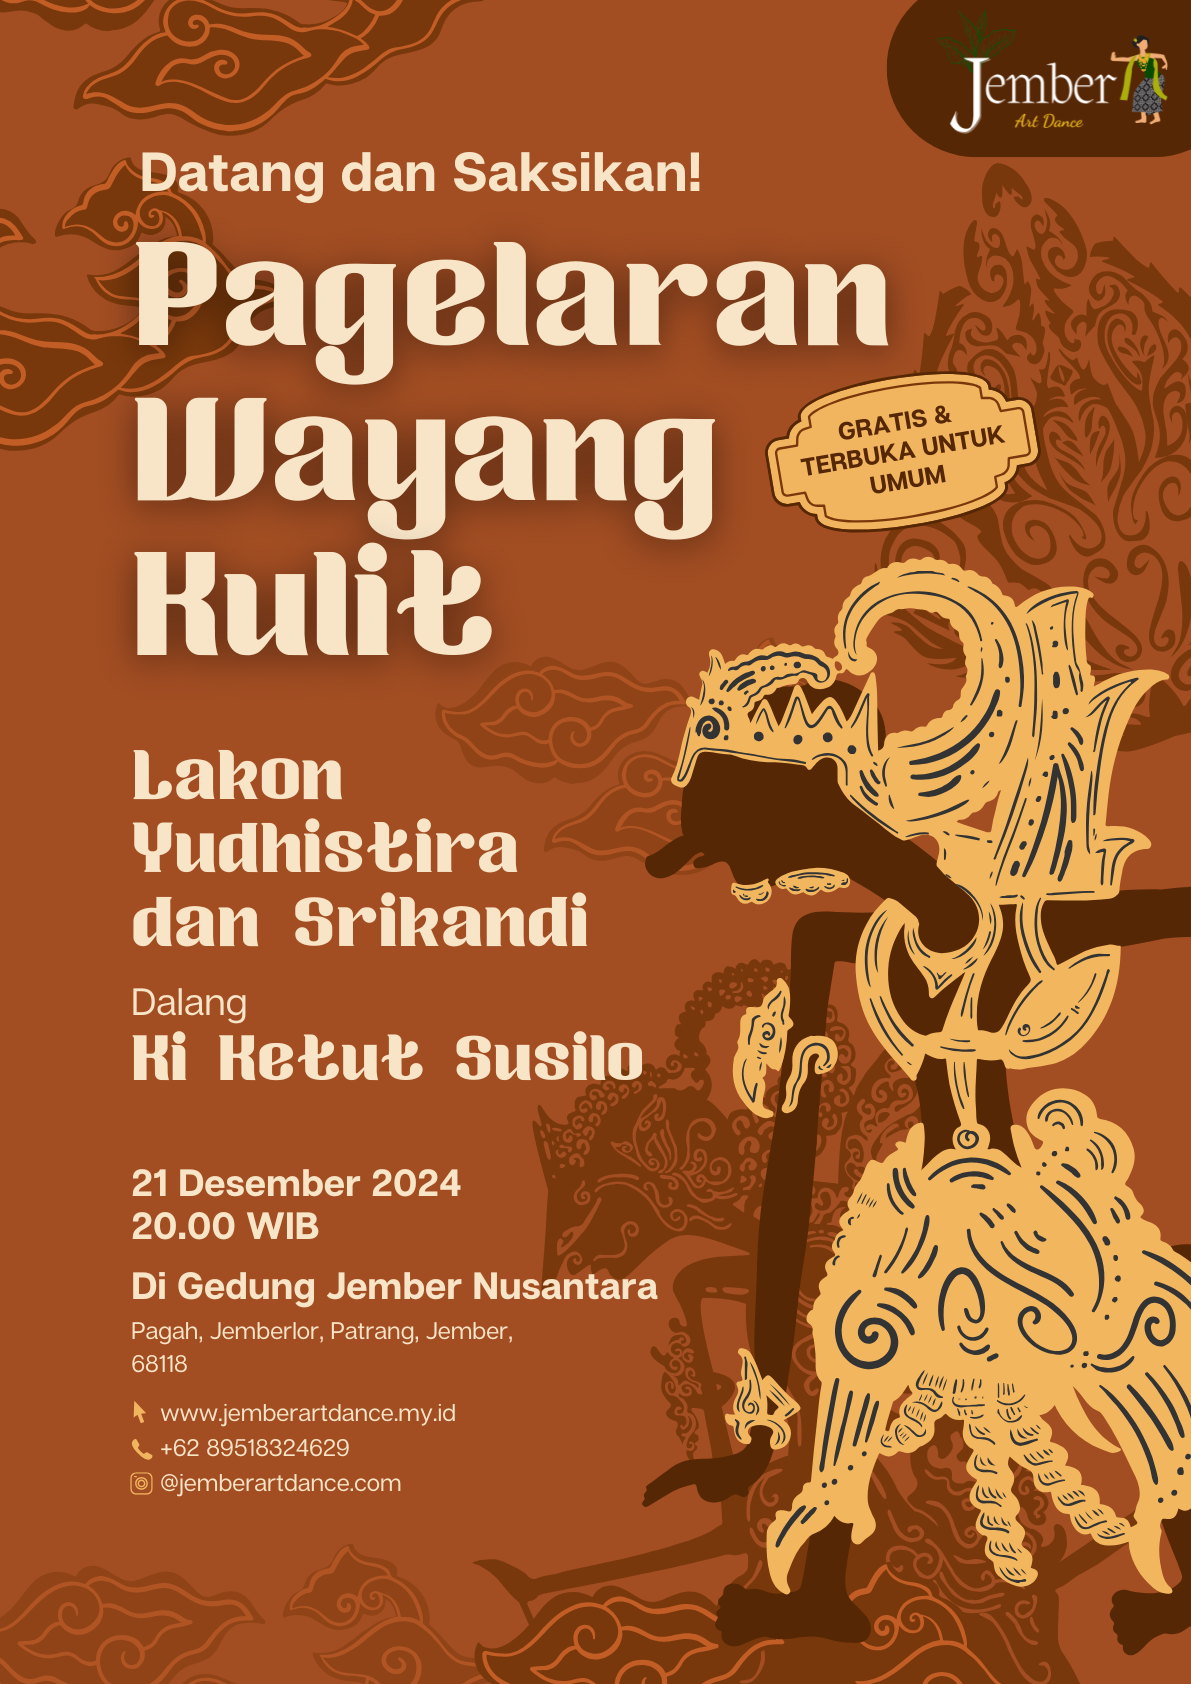 Jember
Art Dance
Datang dan Saksikan!
Pagelaran
Wayang
Kulit
GRATIS &
TERBUKA UNTUK
UMUM
Lakon
Yudhistira
dan Srikandi
Dalang
Ki Ketut Susilo
21 Desember 2024
20.00 WIB
Di Gedung Jember Nusantara
Pagah, Jemberlor, Patrang, Jember,
68118
www.jemberartdance.my.id
+62 89518324629
@jemberartdance.com